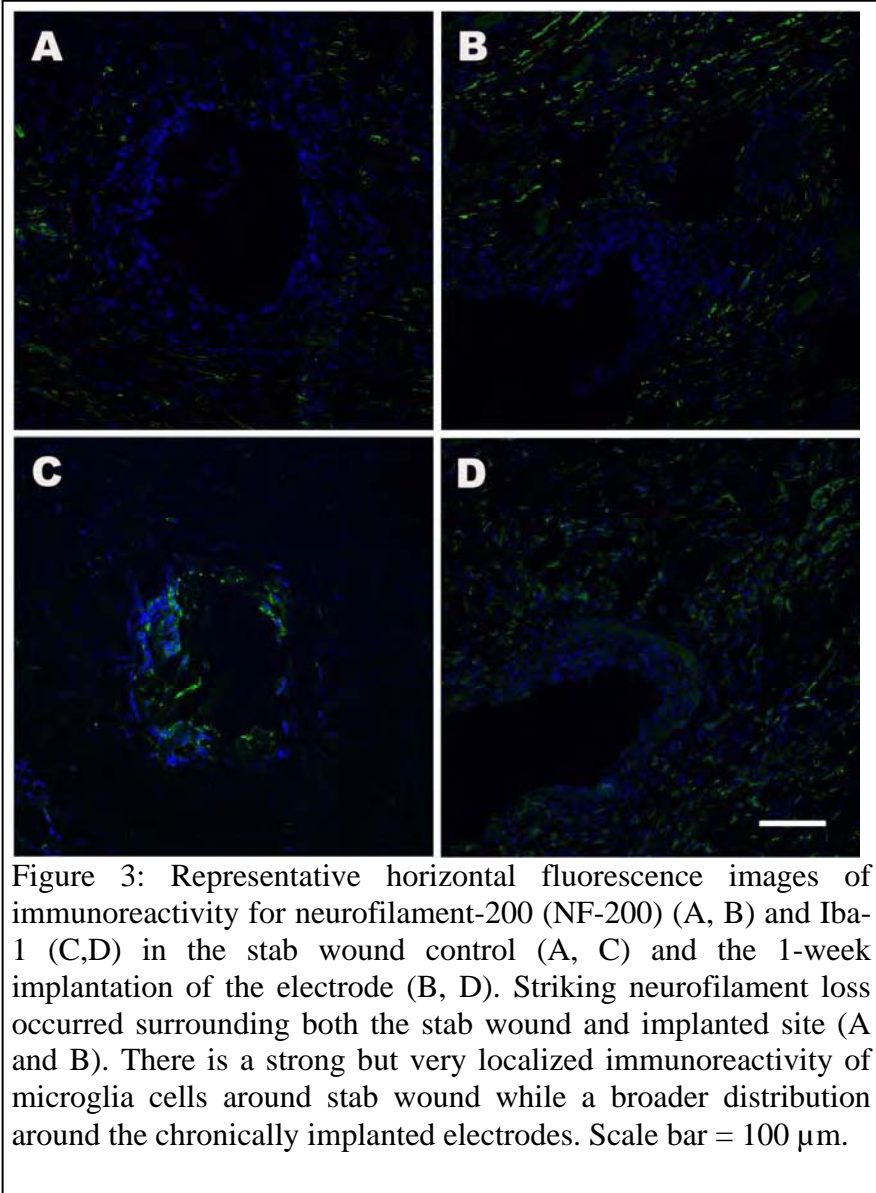 A
B
C
D
Figure 3: Representative horizontal fluorescence images of
immunoreactivity for neurofilament-200 (NF-200) (A, B) and Iba-
1 (C,D) in the stab wound control (A, C) and the 1-week
implantation of the electrode (B, D). Striking neurofilament loss
occurred surrounding both the stab wound and implanted site (A
and B). There is a strong but very localized immunoreactivity of
microglia cells around stab wound while a broader distribution
around the chronically implanted electrodes. Scale bar = 100 µm.